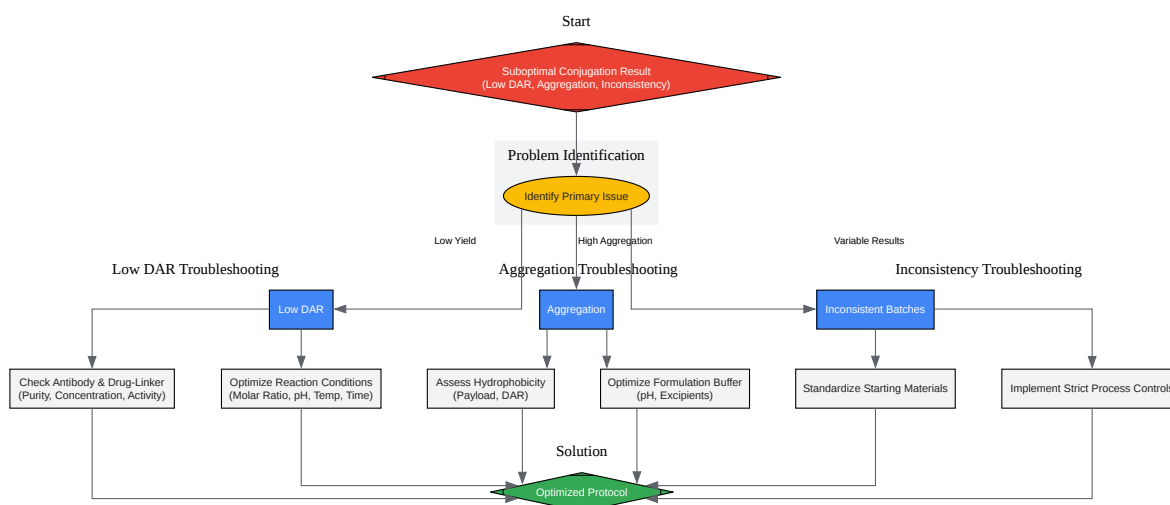 Start
Suboptimal Conjugation Result
(Low DAR, Aggregation, Inconsistency)
Problem Identification
Identify Primary Issue
Low Yield
High Aggregation
Variable Results
Low DAR Troubleshooting
Aggregation Troubleshooting
Inconsistency Troubleshooting
Low DAR
Aggregation
Inconsistent Batches
Check Antibody & Drug-Linker
(Purity, Concentration, Activity)
Optimize Reaction Conditions
(Molar Ratio, pH, Temp, Time)
Assess Hydrophobicity
(Payload, DAR)
Optimize Formulation Buffer
(pH, Excipients)
Standardize Starting Materials
Implement Strict Process Controls
Solution
Optimized Protocol